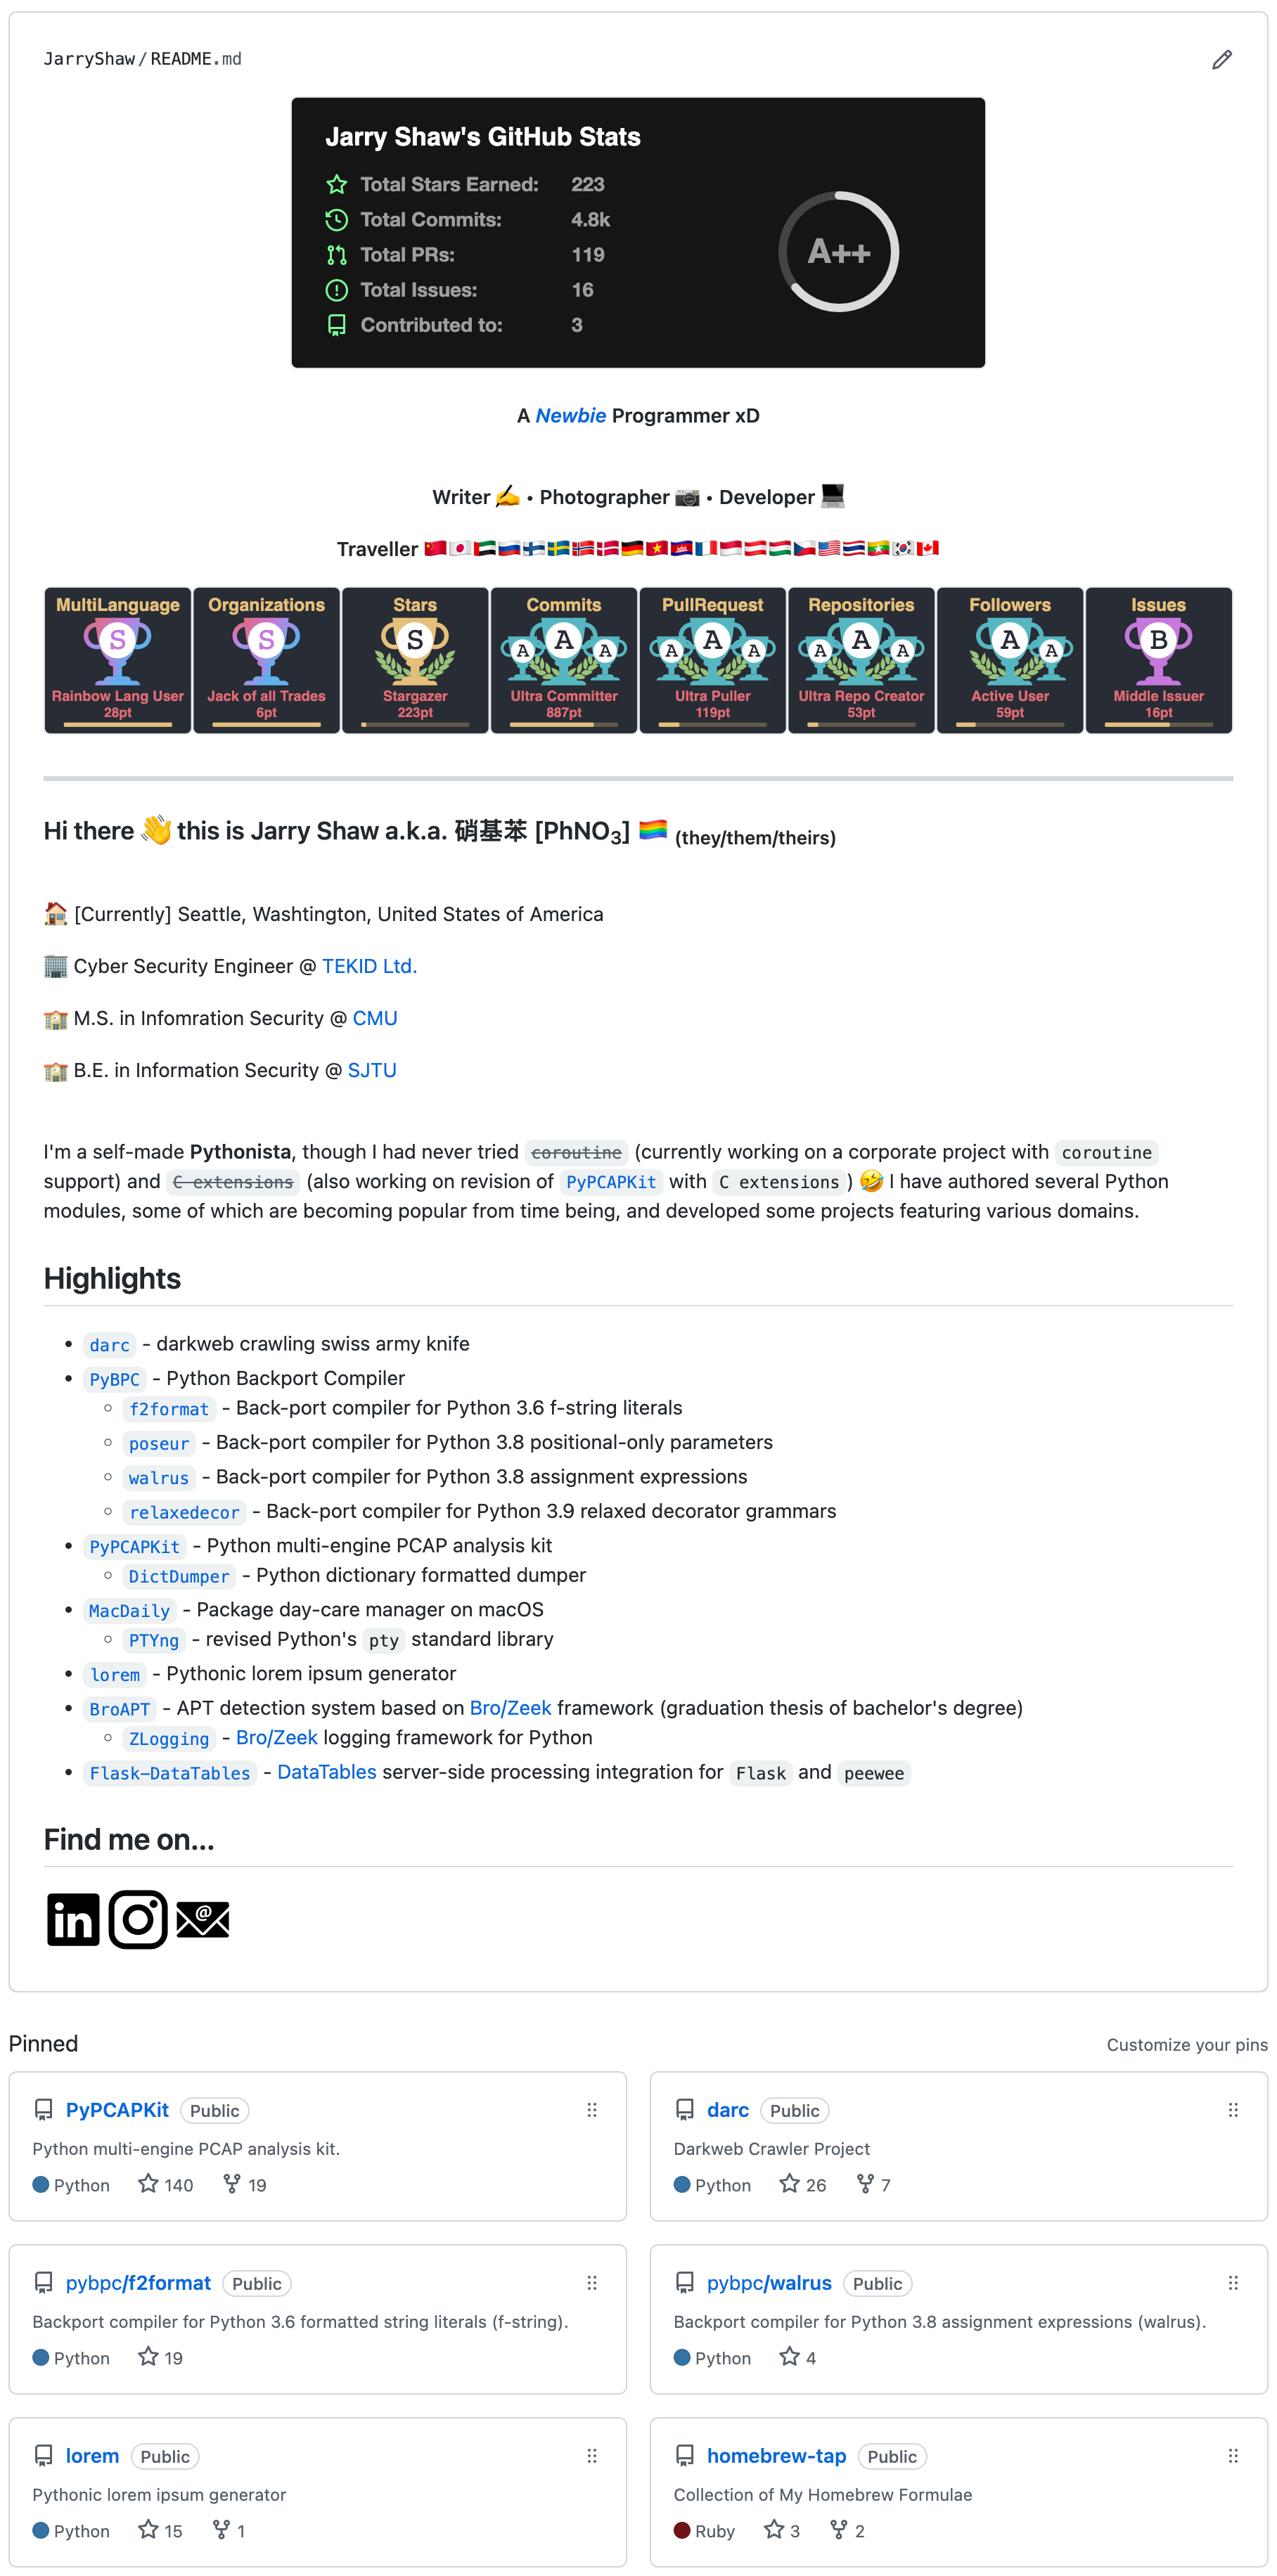 JarryShaw/README.md
Jarry Shaw's GitHub Stats
Total Stars Earned: 223
Total Commits: 4.8k
Total PRs: 119
Total Issues: 16
Contributed to: 3
A++
A Newbie Programmer xD
Writer ✍️ • Photographer 📷 • Developer 💻
Traveller 🇨🇳🇯🇵🇦🇪🇷🇺🇫🇮🇸🇪🇳🇴🇩🇰🇩🇪🇻🇳🇰🇭🇫🇷🇮🇩🇦🇹🇭🇺🇨🇿🇺🇸🇹🇭🇲🇲🇰🇷🇨🇦
MultiLanguage
S
Rainbow Lang User
28pt
Organizations
S
Jack of all Trades
6pt
Stars
S
Stargazer
223pt
Commits
A A A
Ultra Committer
887pt
PullRequest
A A A
Ultra Puller
119pt
Repositories
A A A
Ultra Repo Creator
53pt
Followers
A A
Active User
59pt
Issues
B
Middle Issuer
16pt
Hi there 👋 this is Jarry Shaw a.k.a. 硝基苯 [PhNO₃] 🏳️‍🌈 (they/them/theirs)
🏠 [Currently] Seattle, Washtington, United States of America
🏢 Cyber Security Engineer @ TEKID Ltd.
🏫 M.S. in Infomration Security @ CMU
🏫 B.E. in Information Security @ SJTU
I'm a self-made Pythonista, though I had never tried coroutine (currently working on a corporate project with coroutine
support) and C extensions (also working on revision of PyPCAPKit with C extensions) 🤣 I have authored several Python
modules, some of which are becoming popular from time being, and developed some projects featuring various domains.
Highlights
• darc - darkweb crawling swiss army knife
• PyBPC - Python Backport Compiler
◦ f2format - Back-port compiler for Python 3.6 f-string literals
◦ poseur - Back-port compiler for Python 3.8 positional-only parameters
◦ walrus - Back-port compiler for Python 3.8 assignment expressions
◦ relaxedecor - Back-port compiler for Python 3.9 relaxed decorator grammars
• PyPCAPKit - Python multi-engine PCAP analysis kit
◦ DictDumper - Python dictionary formatted dumper
• MacDaily - Package day-care manager on macOS
◦ PTYng - revised Python's pty standard library
• lorem - Pythonic lorem ipsum generator
• BroAPT - APT detection system based on Bro/Zeek framework (graduation thesis of bachelor's degree)
◦ ZLogging - Bro/Zeek logging framework for Python
• Flask-DataTables - DataTables server-side processing integration for Flask and peewee
Find me on...
in
@
Pinned
Customize your pins
PyPCAPKit Public
Python multi-engine PCAP analysis kit.
Python 140 19
darc Public
Darkweb Crawler Project
Python 26 7
pybpc/f2format Public
Backport compiler for Python 3.6 formatted string literals (f-string).
Python 19
pybpc/walrus Public
Backport compiler for Python 3.8 assignment expressions (walrus).
Python 4
lorem Public
Pythonic lorem ipsum generator
Python 15 1
homebrew-tap Public
Collection of My Homebrew Formulae
Ruby 3 2